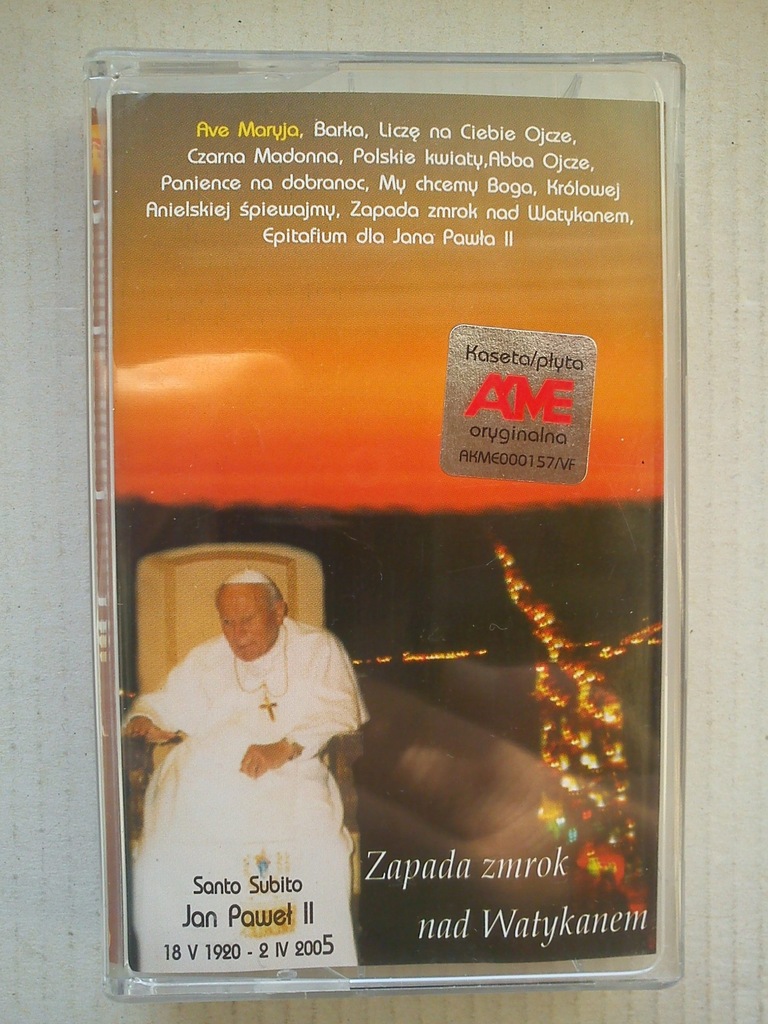 Ave Maryja, Barka, Liczę na Ciebie Ojcze,
Czarna Madonna, Polskie kwiaty,Abba Ojcze,
Panience na dobranoc, My chcemy Boga, Królowej
Anielskiej śpiewajmy, Zapada zmrok nad Watykanem,
Epitafium dla Jana Pawła II
Kaseta/płyta
AKME
oryginalna
AKME000157/VF
Zapada zmrok
nad Watykanem
Santo Subito
Jan Paweł II
18 V 1920 - 2 IV 2005